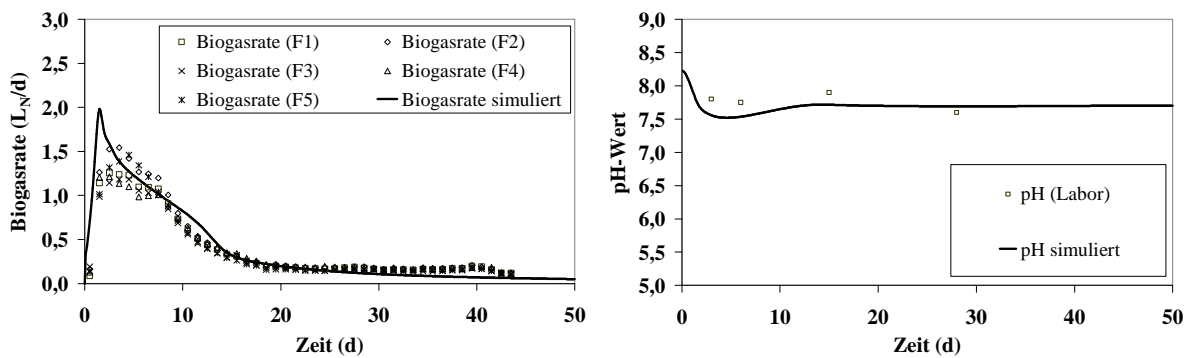 3,0
2,5
2,0
1,5
1,0
0,5
0,0
Biogasrate (L_N/d)
Biogasrate (F1)
Biogasrate (F2)
Biogasrate (F3)
Biogasrate (F4)
Biogasrate (F5)
Biogasrate simuliert
0 10 20 30 40 50
Zeit (d)
9,0
8,5
8,0
7,5
7,0
6,5
6,0
5,5
5,0
pH-Wert
pH (Labor)
pH simuliert
0 10 20 30 40 50
Zeit (d)